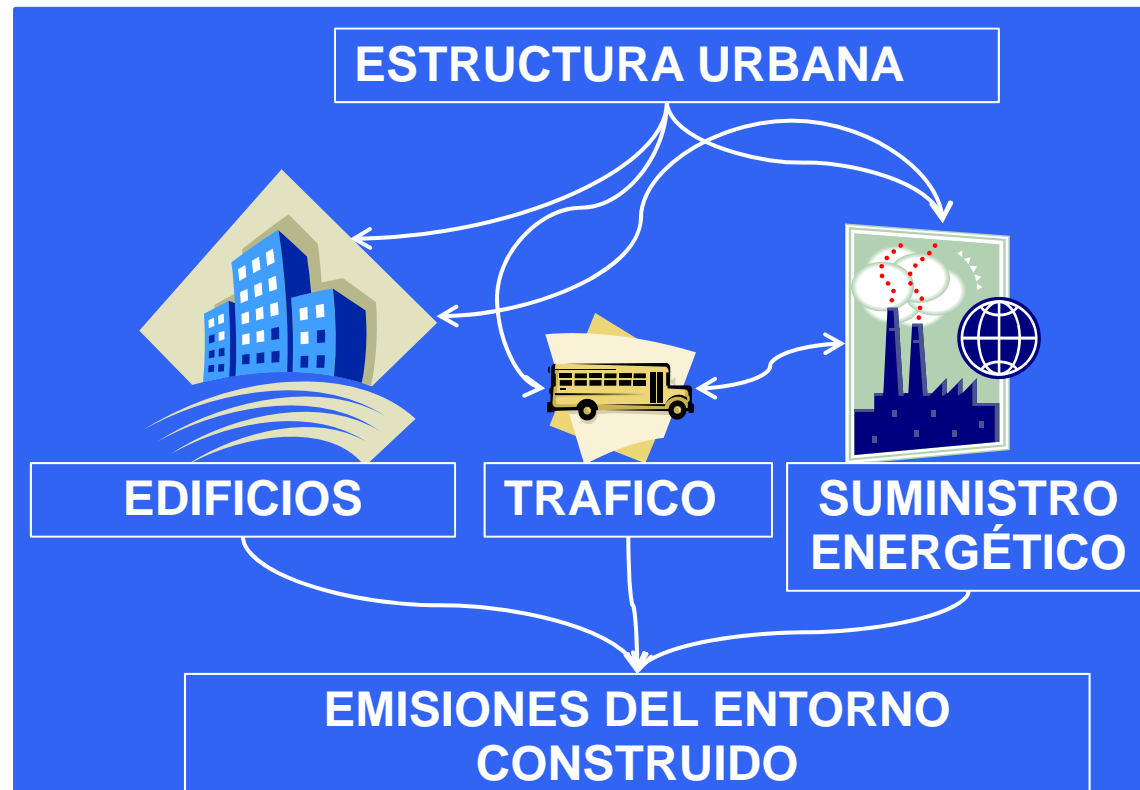 ESTRUCTURA URBANA
EDIFICIOS
TRAFICO
SUMINISTRO
ENERGÉTICO
EMISIONES DEL ENTORNO
CONSTRUIDO